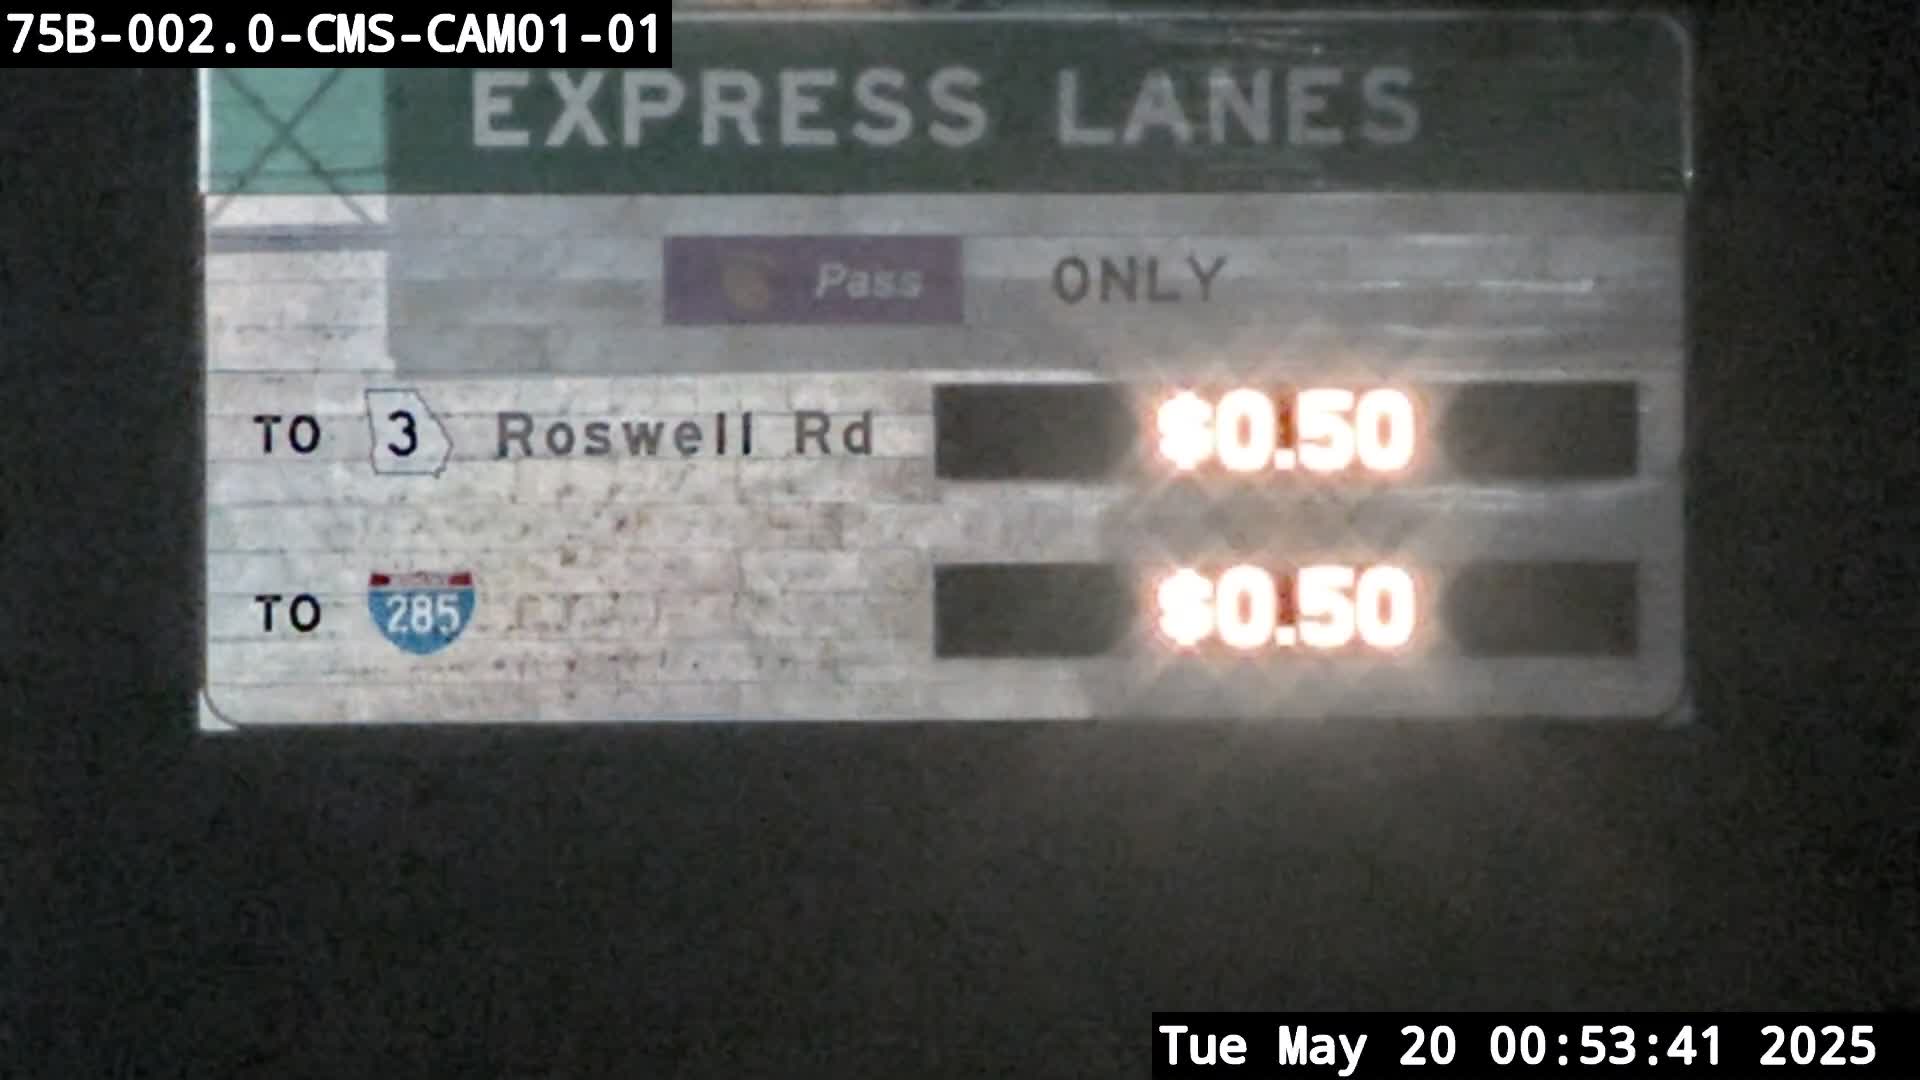 75B-002.0-CMS-CAM01-01
EXPRESS LANES
Pass ONLY
TO 3 Roswell Rd $0.50
TO 285 $0.50
Tue May 20 00:53:41 2025